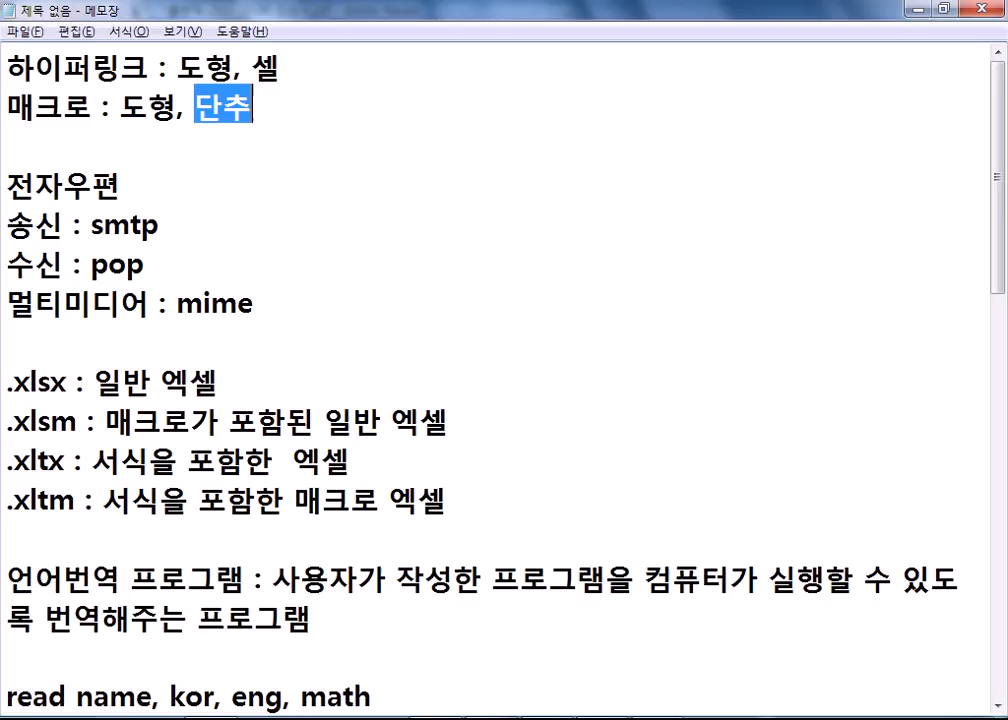 제목 없음 - 메모장
파일(F) 편집(E) 서식(O) 보기(V) 도움말(H)
하이퍼링크 : 도형, 셀
매크로 : 도형, 단추
전자우편
송신 : smtp
수신 : pop
멀티미디어 : mime
.xlsx : 일반 엑셀
.xlsm : 매크로가 포함된 일반 엑셀
.xltx : 서식을 포함한  엑셀
.xltm : 서식을 포함한 매크로 엑셀
언어번역 프로그램 : 사용자가 작성한 프로그램을 컴퓨터가 실행할 수 있도
록 번역해주는 프로그램
read name, kor, eng, math